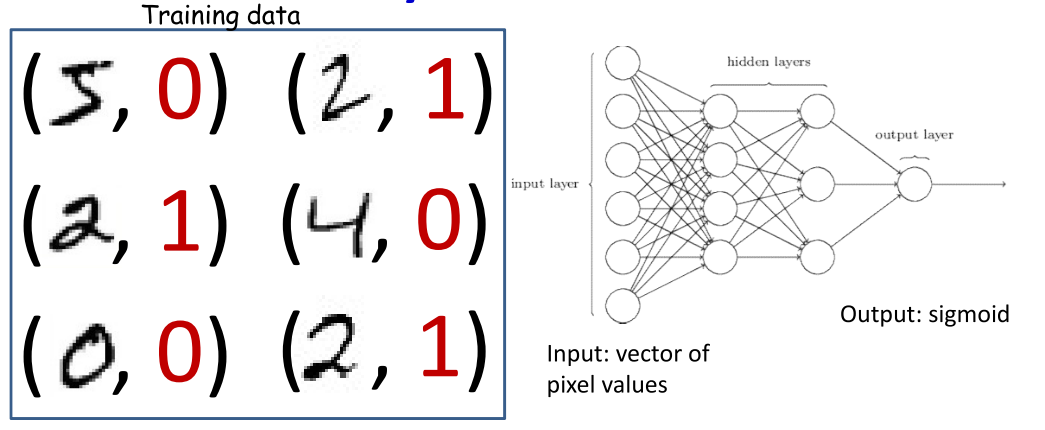 Training data
(5, 0) (2, 1)
(2, 1) (4, 0)
(0, 0) (2, 1)
hidden layers
output layer
input layer
Output: sigmoid
Input: vector of
pixel values